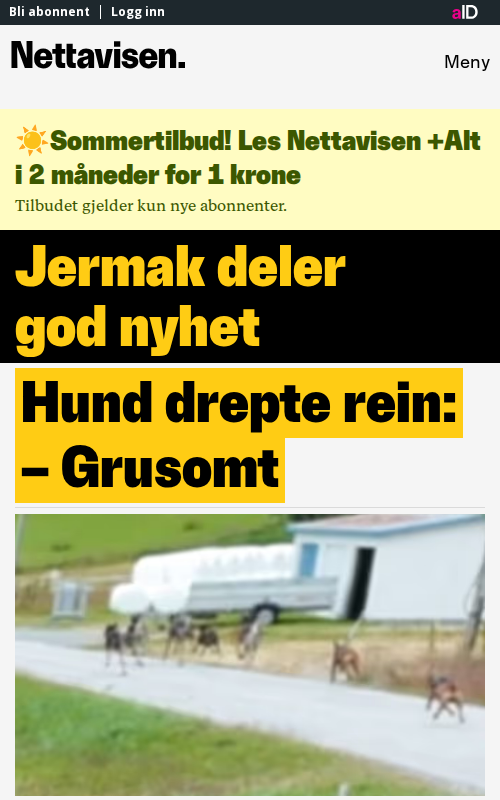 Bli abonnent | Logg inn
aID
Nettavisen.
Meny
☀️Sommertilbud! Les Nettavisen +Alt
i 2 måneder for 1 krone
Tilbudet gjelder kun nye abonnenter.
Jermak deler
god nyhet
Hund drepte rein:
– Grusomt